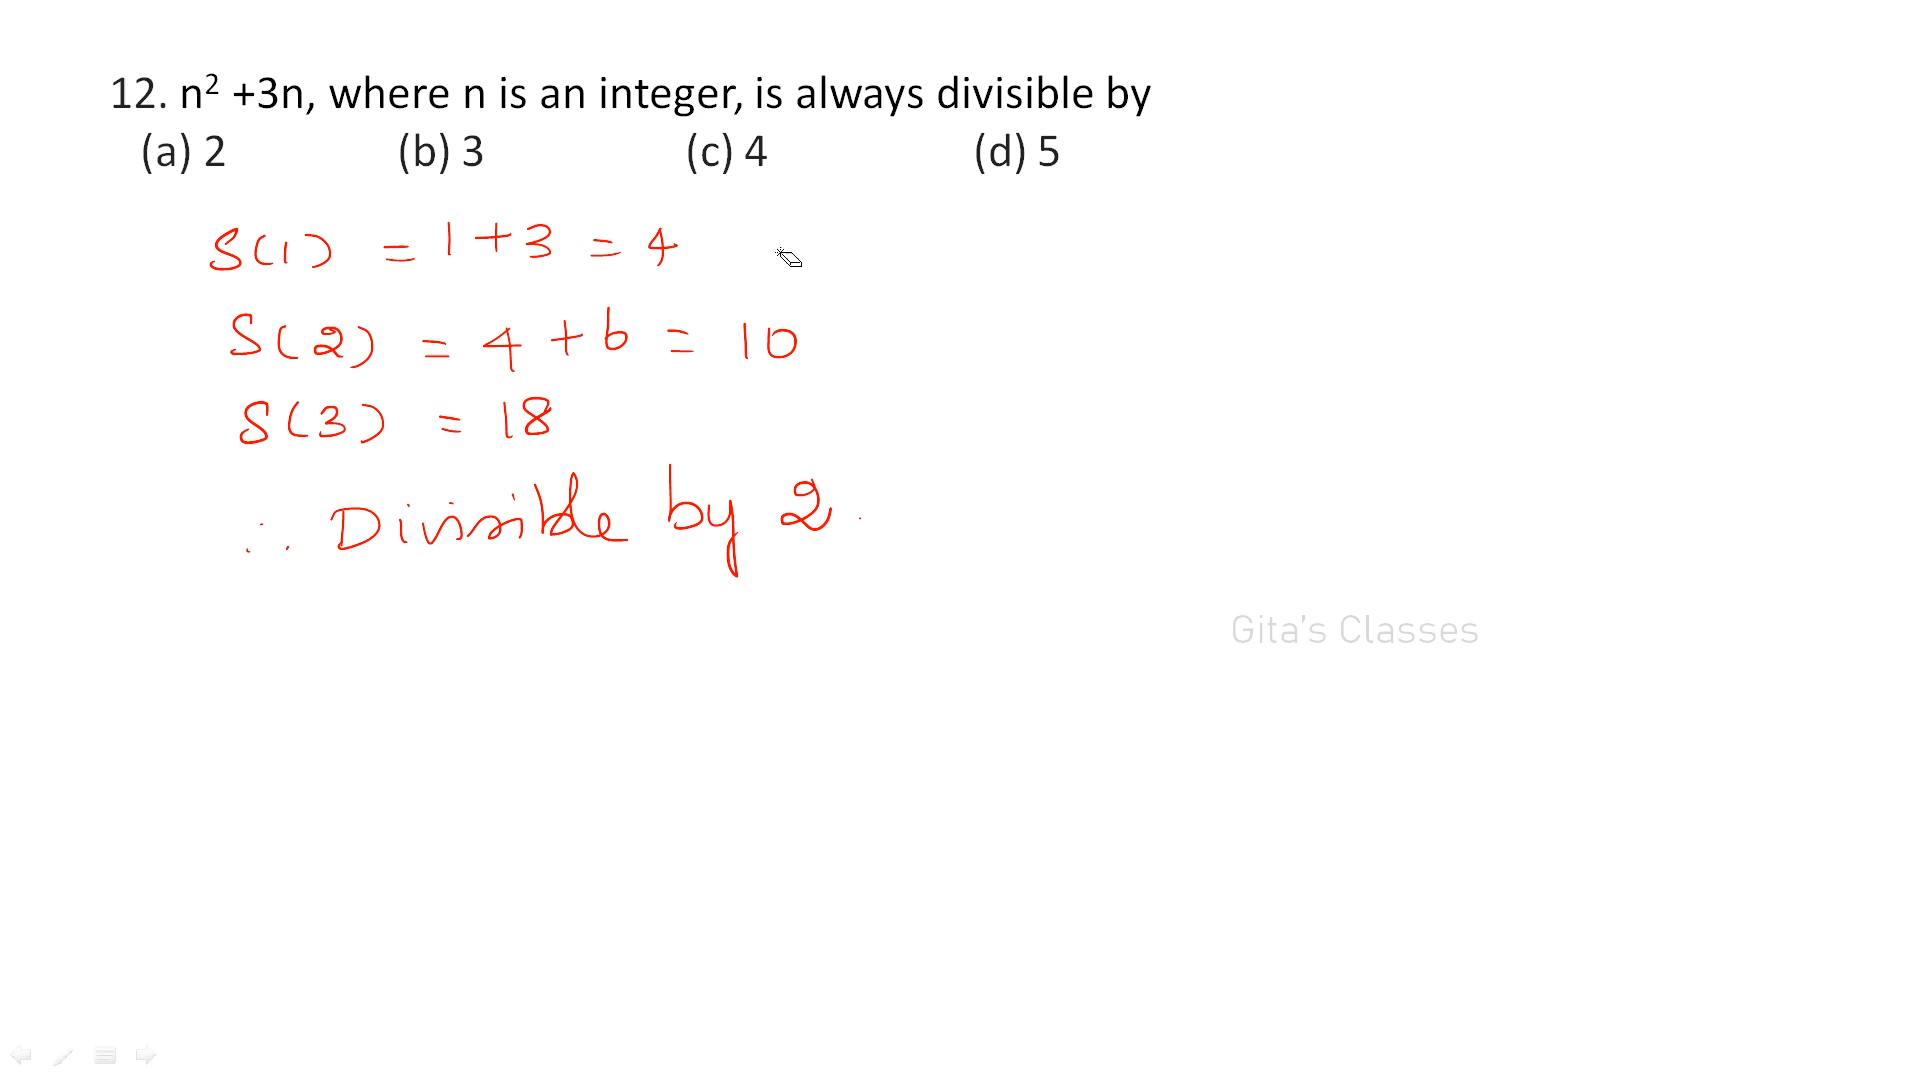 12. n² +3n, where n is an integer, is always divisible by
(a) 2 (b) 3 (c) 4 (d) 5
S(1) = 1 + 3 = 4
S(2) = 4 + 6 = 10
S(3) = 18
∴ Divisible by 2.
Gita's Classes